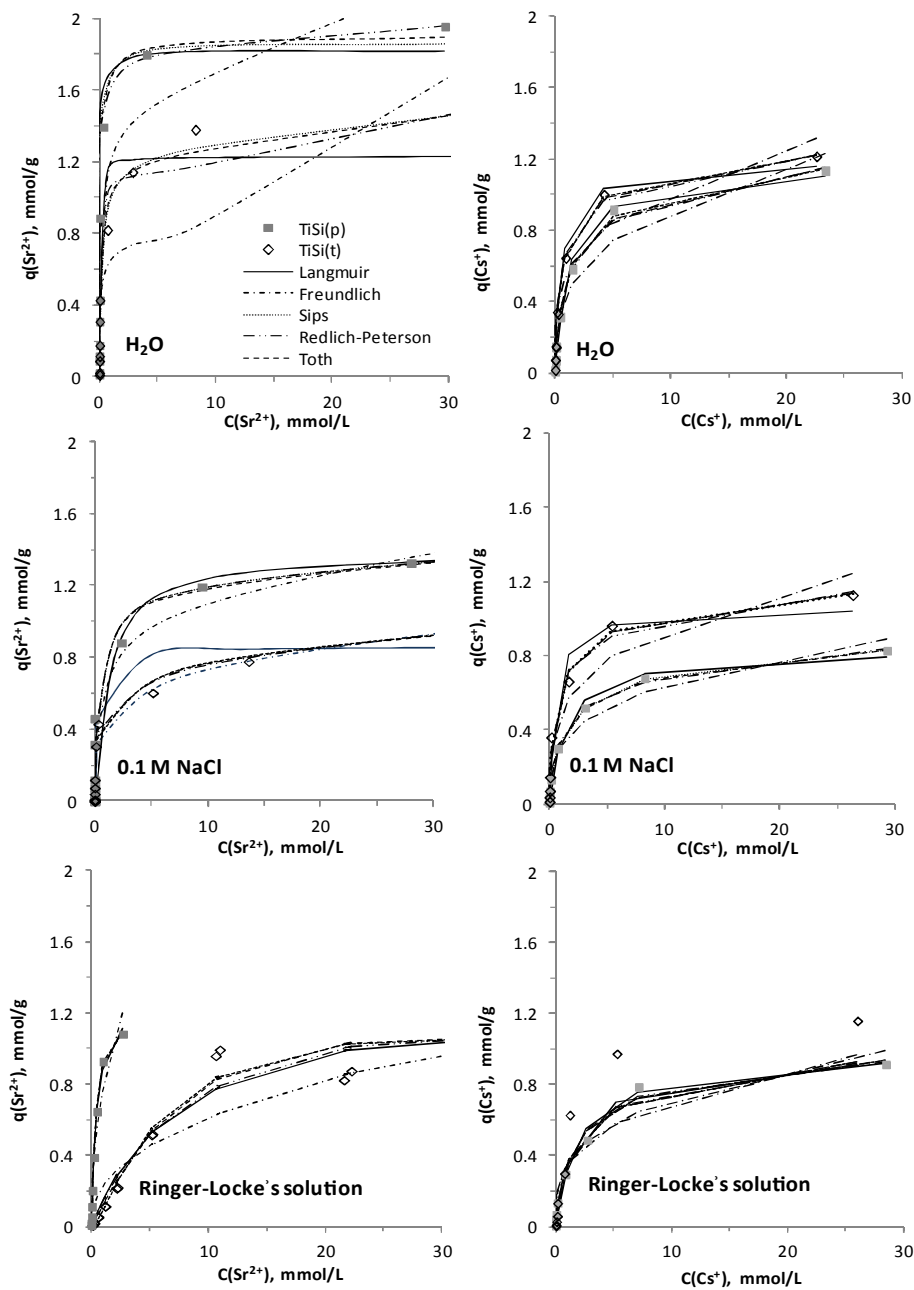 2
1.6
1.2
0.8
0.4
0
q(Sr²⁺), mmol/g
TiSi(p)
TiSi(t)
Langmuir
Freundlich
Sips
Redlich-Peterson
Toth
H₂O
0 10 20 30
C(Sr²⁺), mmol/L
2
1.6
1.2
0.8
0.4
0
q(Cs⁺), mmol/g
H₂O
0 10 20 30
C(Cs⁺), mmol/L
2
1.6
1.2
0.8
0.4
0
q(Sr²⁺), mmol/g
0.1 M NaCl
0 10 20 30
C(Sr²⁺), mmol/L
2
1.6
1.2
0.8
0.4
0
q(Cs⁺), mmol/g
0.1 M NaCl
0 10 20 30
C(Cs⁺), mmol/L
2
1.6
1.2
0.8
0.4
0
q(Sr²⁺), mmol/g
Ringer-Locke's solution
0 10 20 30
C(Sr²⁺), mmol/L
2
1.6
1.2
0.8
0.4
0
q(Cs⁺), mmol/g
Ringer-Locke's solution
0 10 20 30
C(Cs⁺), mmol/L